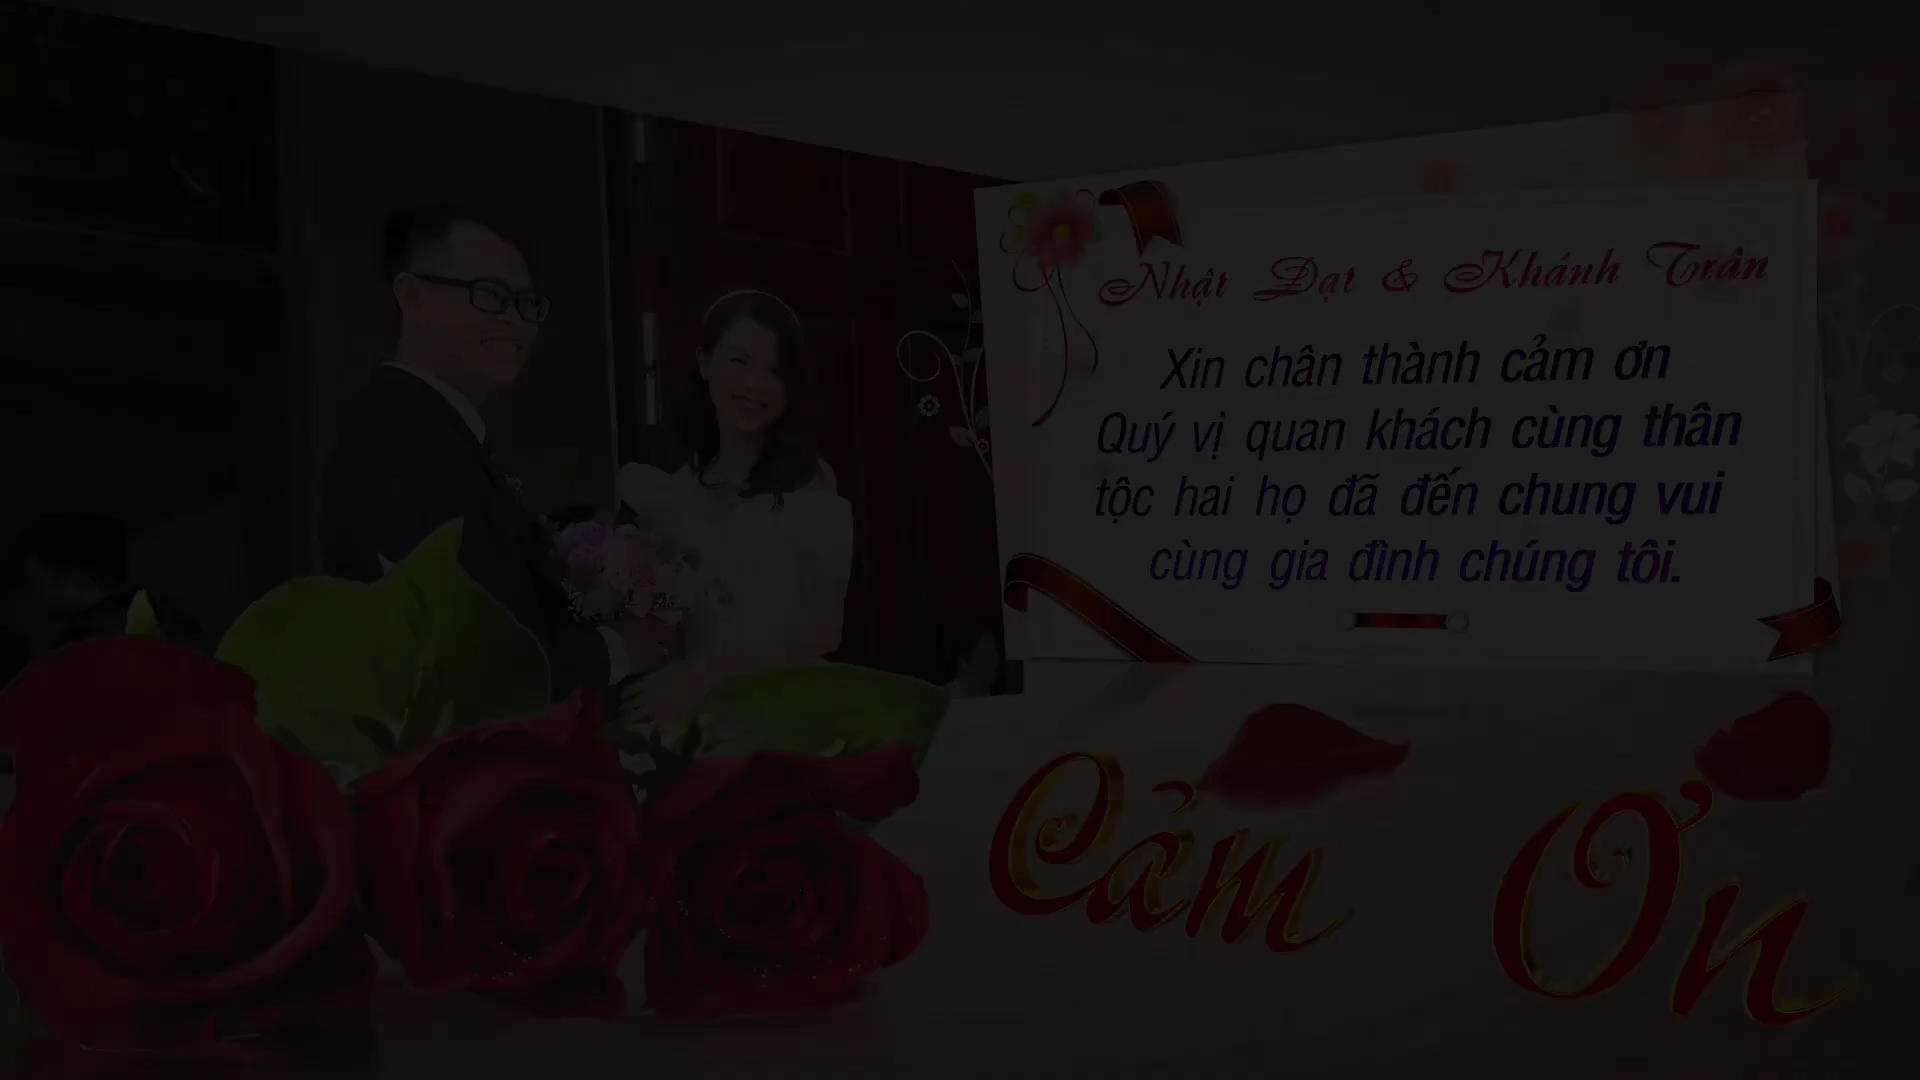 Nhật Đạt & Khánh Trân
Xin chân thành cảm ơn
Quý vị quan khách cùng thân
tộc hai họ đã đến chung vui
cùng gia đình chúng tôi.
Cảm Ơn